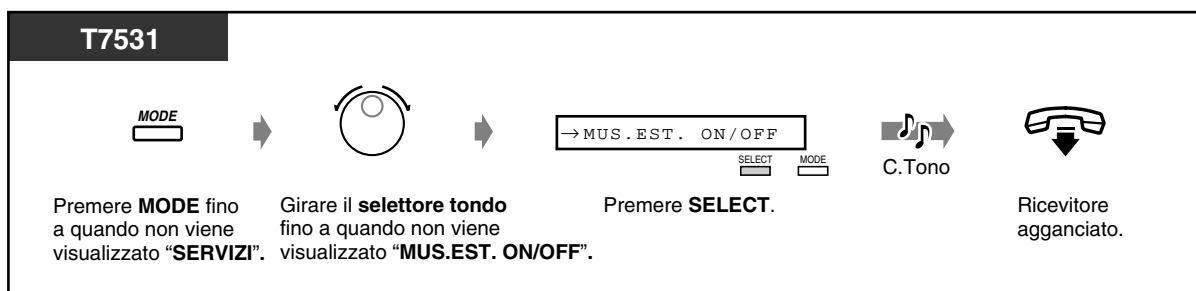 T7531
MODE
→MUS.EST. ON/OFF
SELECT MODE
C.Tono
Premere MODE fino
a quando non viene
visualizzato “SERVIZI”.
Girare il selettore tondo
fino a quando non viene
visualizzato “MUS.EST. ON/OFF”.
Premere SELECT.
Ricevitore
agganciato.